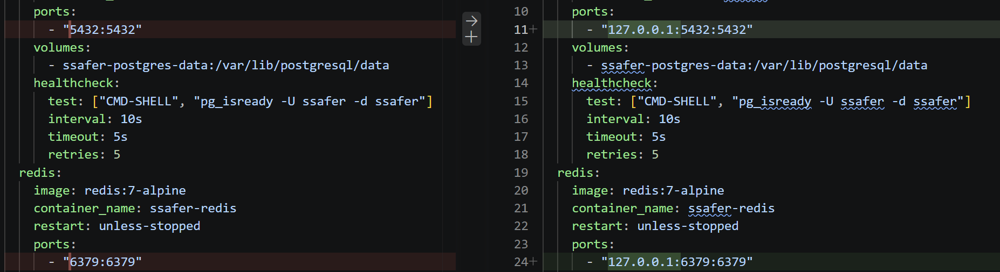 ports:
- "5432:5432"
volumes:
- ssafer-postgres-data:/var/lib/postgresql/data
healthcheck:
test: ["CMD-SHELL", "pg_isready -U ssafer -d ssafer"]
interval: 10s
timeout: 5s
retries: 5
redis:
image: redis:7-alpine
container_name: ssafer-redis
restart: unless-stopped
ports:
- "6379:6379"
10 ports:
11+ - "127.0.0.1:5432:5432"
12 volumes:
13 - ssafer-postgres-data:/var/lib/postgresql/data
14 healthcheck:
15 test: ["CMD-SHELL", "pg_isready -U ssafer -d ssafer"]
16 interval: 10s
17 timeout: 5s
18 retries: 5
19 redis:
20 image: redis:7-alpine
21 container_name: ssafer-redis
22 restart: unless-stopped
23 ports:
24+ - "127.0.0.1:6379:6379"